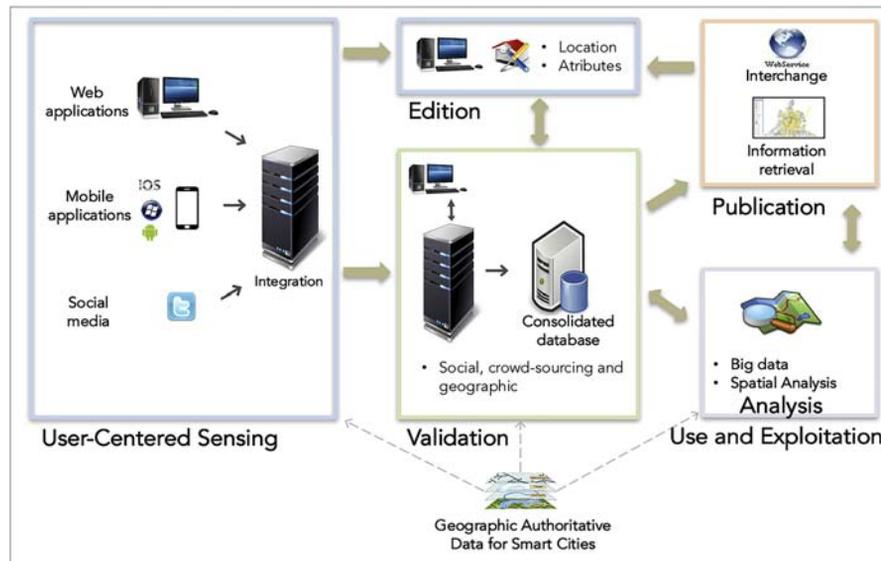 Web
applications
Mobile
applications
iOS
Social
media
Integration
User-Centered Sensing
• Location
• Atributes
Edition
Consolidated
database
• Social, crowd-sourcing and
geographic
Validation
WebService
Interchange
Information
retrieval
Publication
• Big data
• Spatial Analysis
Analysis
Use and Exploitation
Geographic Authoritative
Data for Smart Cities